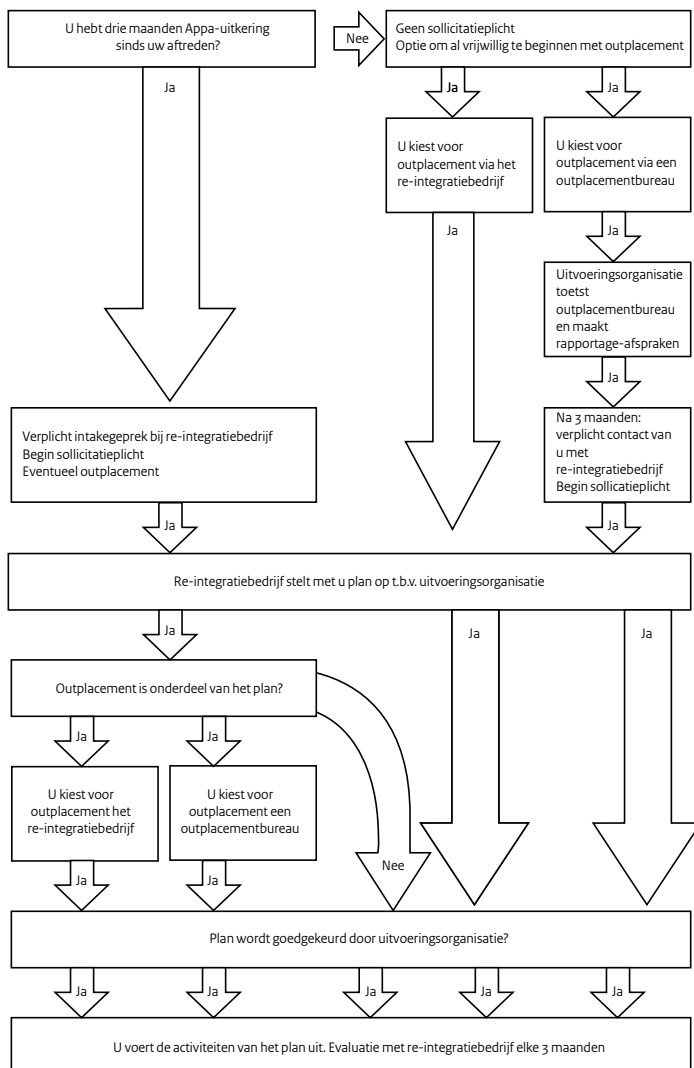 U hebt drie maanden Appa-uitkering
sinds uw aftreden?
Nee
Geen sollicitatieplicht
Optie om al vrijwillig te beginnen met outplacement
Ja
Ja
Ja
U kiest voor
outplacement via het
re-integratiebedrijf
U kiest voor
outplacement via een
outplacementbureau
Ja
Ja
Uitvoeringsorganisatie
toetst
outplacementbureau
en maakt
rapportage-afspraken
Ja
Verplicht intakegeprek bij re-integratiebedrijf
Begin sollicitatieplicht
Eventueel outplacement
Na 3 maanden:
verplicht contact van
u met
re-integratiebedrijf
Begin sollicatieplicht
Ja
Ja
Re-integratiebedrijf stelt met u plan op t.b.v. uitvoeringsorganisatie
Ja
Ja
Ja
Outplacement is onderdeel van het plan?
Ja
Ja
U kiest voor
outplacement het
re-integratiebedrijf
U kiest voor
outplacement een
outplacementbureau
Nee
Ja
Ja
Plan wordt goedgekeurd door uitvoeringsorganisatie?
Ja
Ja
Ja
Ja
Ja
U voert de activiteiten van het plan uit. Evaluatie met re-integratiebedrijf elke 3 maanden